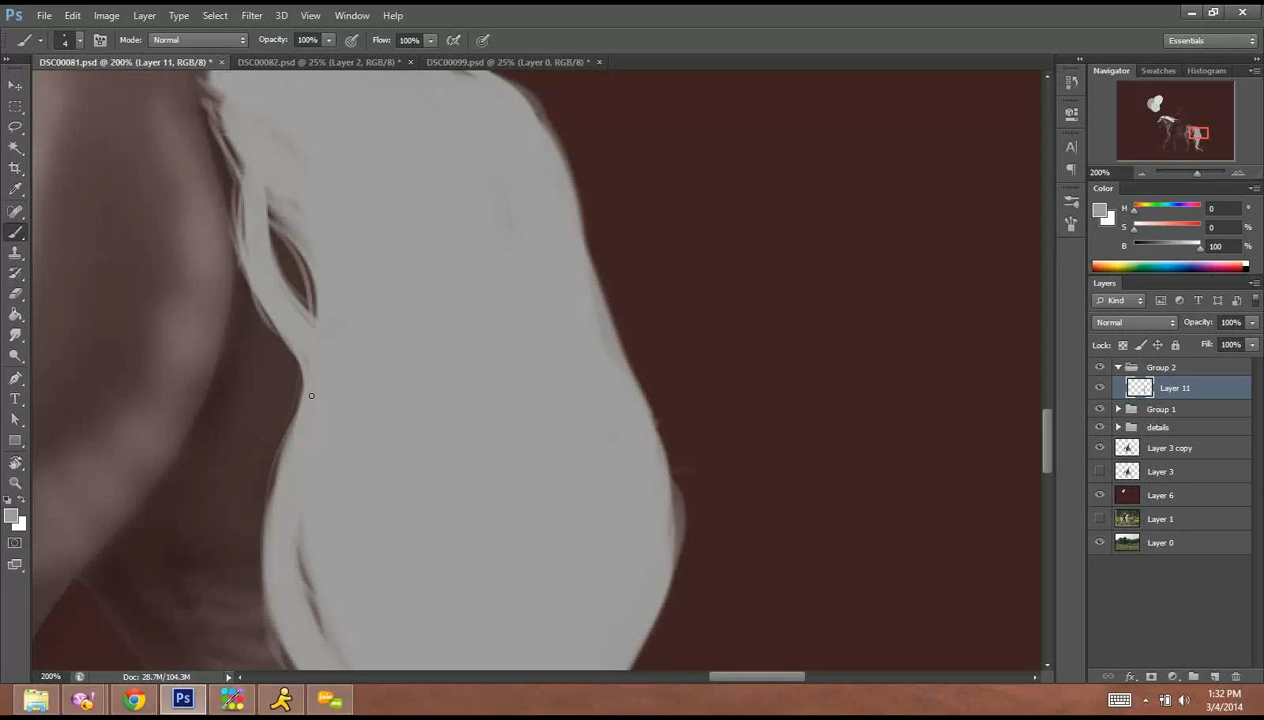 Ps File Edit Image Layer Type Select Filter 3D View Window Help
4 Mode: Normal Opacity: 100% Flow: 100% Essentials
DSC00081.psd @ 200% (Layer 11, RGB/8) * × DSC00082.psd @ 25% (Layer 2, RGB/8) * × DSC00099.psd @ 25% (Layer 0, RGB/8) * ×
Navigator Swatches Histogram
200%
Color
H 0 °
S 0 %
B 100 %
Layers
Kind
Normal Opacity: 100%
Lock: Fill: 100%
Group 2
Layer 11
Group 1
details
Layer 3 copy
Layer 3
Layer 6
Layer 1
Layer 0
200% Doc: 28.7M/104.3M
fx
Ps
1:32 PM
3/4/2014